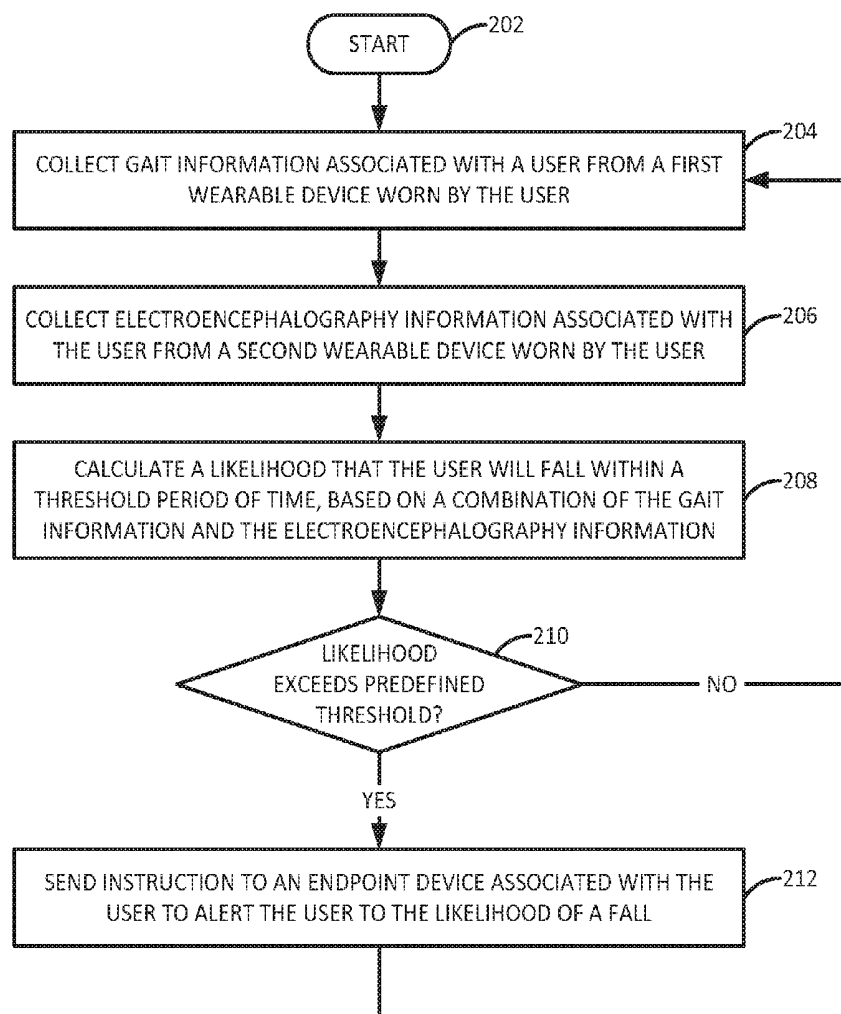 START
202
204
COLLECT GAIT INFORMATION ASSOCIATED WITH A USER FROM A FIRST
WEARABLE DEVICE WORN BY THE USER
COLLECT ELECTROENCEPHALOGRAPHY INFORMATION ASSOCIATED WITH
THE USER FROM A SECOND WEARABLE DEVICE WORN BY THE USER
206
CALCULATE A LIKELIHOOD THAT THE USER WILL FALL WITHIN A
THRESHOLD PERIOD OF TIME, BASED ON A COMBINATION OF THE GAIT
INFORMATION AND THE ELECTROENCEPHALOGRAPHY INFORMATION
208
210
LIKELIHOOD
EXCEEDS PREDEFINED
THRESHOLD?
NO
YES
SEND INSTRUCTION TO AN ENDPOINT DEVICE ASSOCIATED WITH THE
USER TO ALERT THE USER TO THE LIKELIHOOD OF A FALL
212